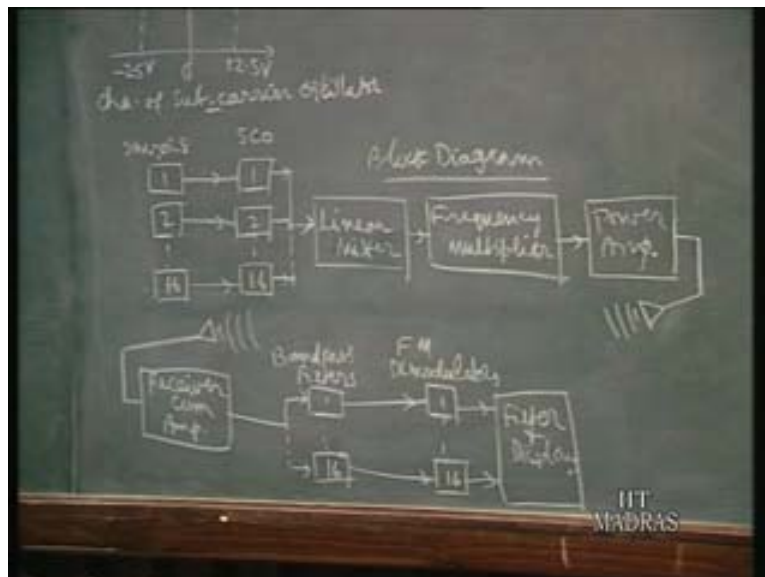 -2.5V 0 +2.5V
Cha. of Sub-carrier Oscillator
SCO
Block Diagram
1 1
2 2
16 16
Linear
Mixer
Frequency
Multiplier
Power
Amp.
Bandpass
Filters
FM
Demodulators
Receiver
Cum
Amp.
1 1
16 16
&
Display
IIT
MADRAS